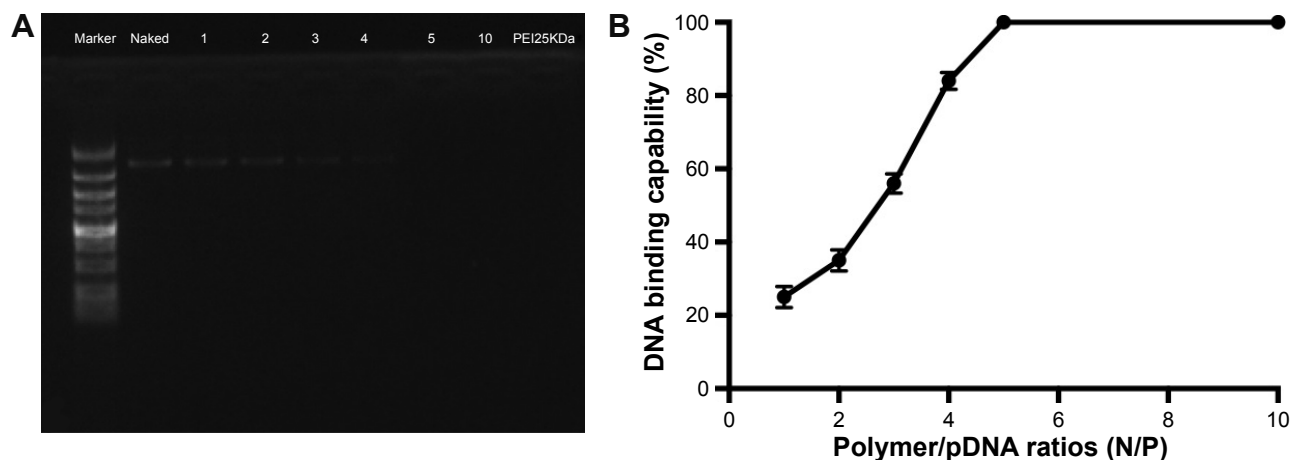 A
Marker Naked 1 2 3 4 5 10 PEI25KDa
B
DNA binding capability (%)
100
80
60
40
20
0
0 2 4 6 8 10
Polymer/pDNA ratios (N/P)